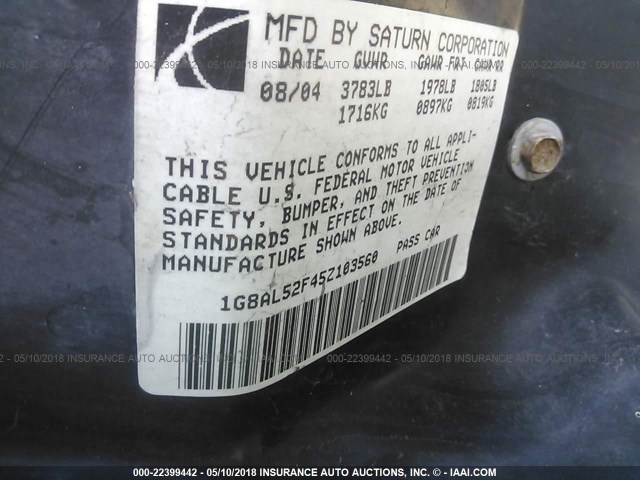 MFD BY SATURN CORPORATION
DATE GVWR GAWR FRT GAWR RR
08/04 3783LB 1978LB 1805LB
1716KG 0897KG 0819KG
THIS VEHICLE CONFORMS TO ALL APPLI-
CABLE U.S. FEDERAL MOTOR VEHICLE
SAFETY, BUMPER, AND THEFT PREVENTION
STANDARDS IN EFFECT ON THE DATE OF
MANUFACTURE SHOWN ABOVE.
PASS CAR
1G8AL52F45Z103560
000-22399442 - 05/10/2018 INSURANCE AUTO AUCTIONS, INC. - © - IAAI.com